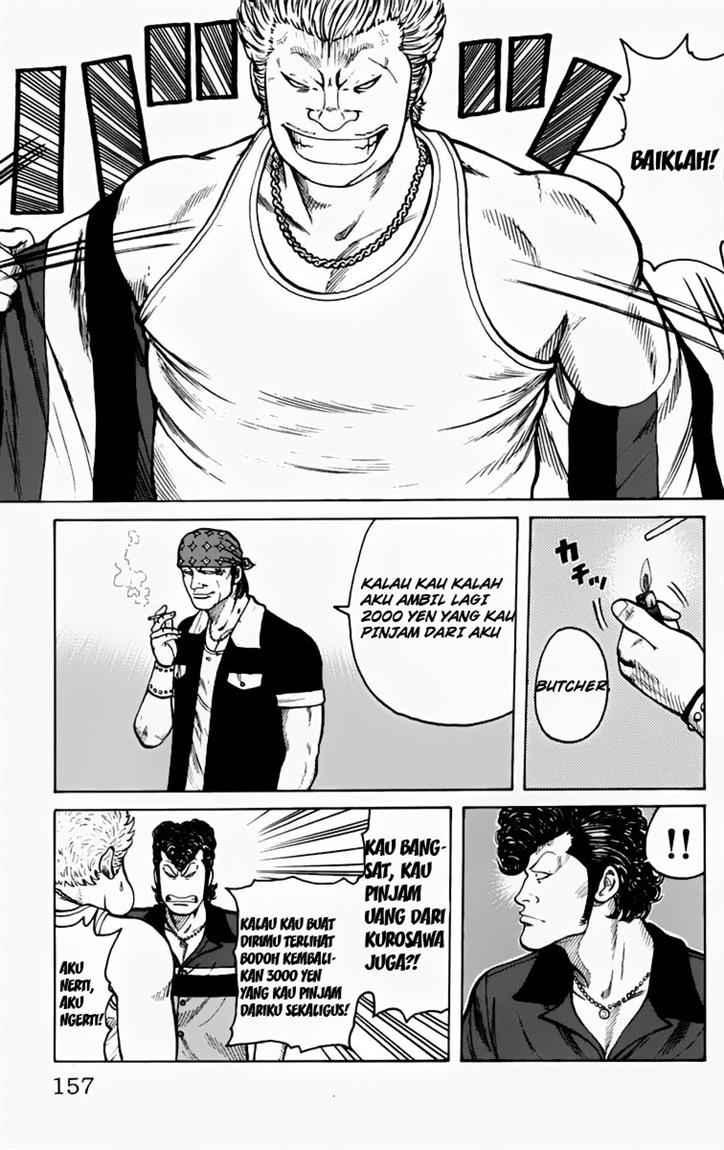 BAIKLAH!
カチッ
BUTCHER,
KALAU KAU KALAH
AKU AMBIL LAGI
2000 YEN YANG KAU
PINJAM DARI AKU
!!
KAU BANG-
SAT, KAU
PINJAM
UANG DARI
KUROSAWA
JUGA?!
KALAU KAU BUAT
DIRIMU TERLIHAT
BODOH KEMBALI-
KAN 3000 YEN
YANG KAU PINJAM
DARIKU SEKALIGUS!
AKU
NERTI,
AKU
NGERTI!
157